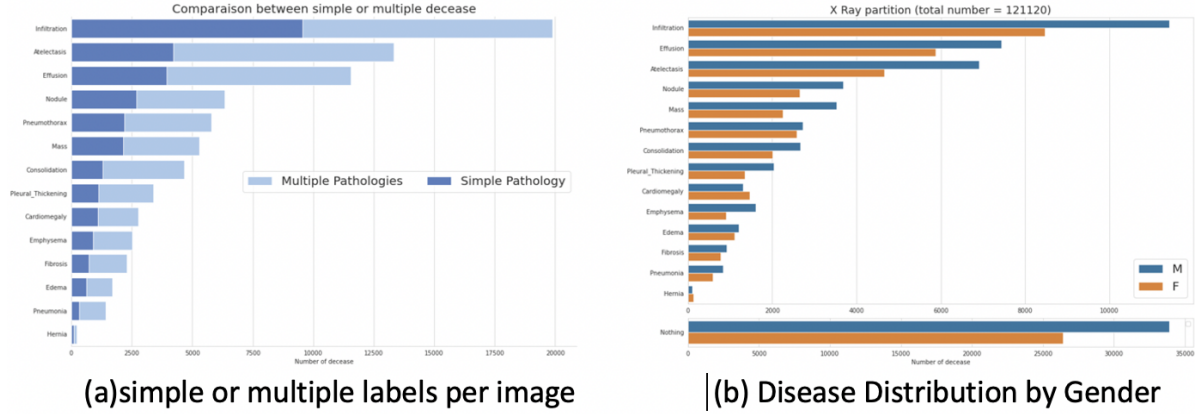 Comparaison between simple or multiple decease
Infiltration
Atelectasis
Effusion
Nodule
Pneumothorax
Mass
Consolidation
Pleural_Thickening
Cardiomegaly
Emphysema
Fibrosis
Edema
Pneumonia
Hernia
Multiple Pathologies Simple Pathology
0 2500 5000 7500 10000 12500 15000 17500 20000
Number of decease
(a)simple or multiple labels per image
X Ray partition (total number = 121120)
Infiltration
Effusion
Atelectasis
Nodule
Mass
Pneumothorax
Consolidation
Pleural_Thickening
Cardiomegaly
Emphysema
Edema
Fibrosis
Pneumonia
Hernia
M
F
0 2000 4000 6000 8000 10000
Nothing
0 5000 10000 15000 20000 25000 30000 35000
Number of decease
(b) Disease Distribution by Gender